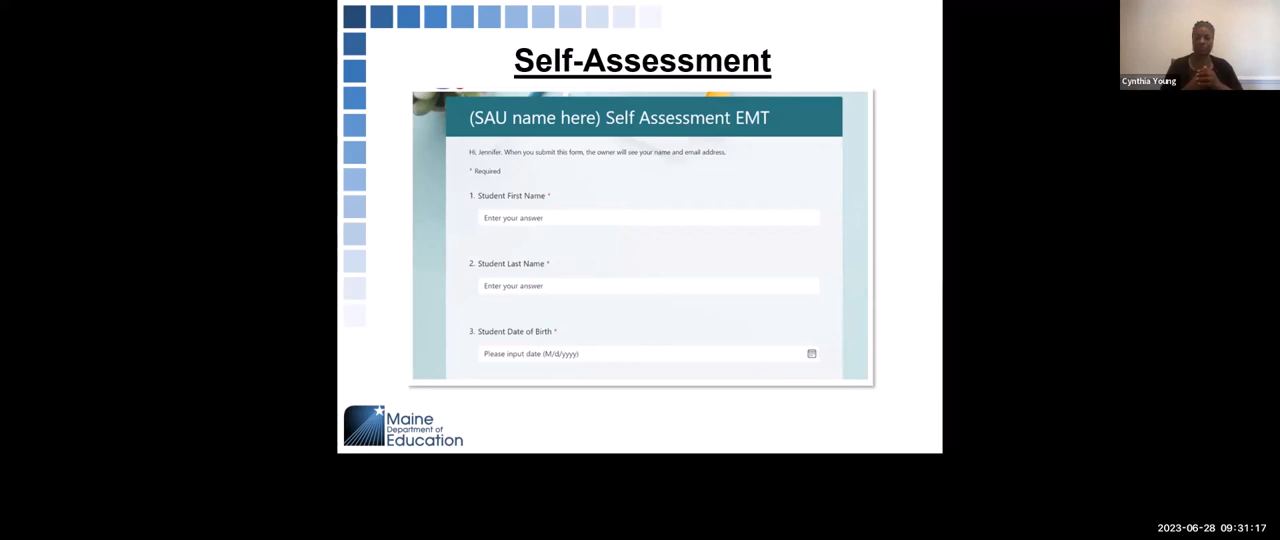 Self-Assessment
Cynthia Young
(SAU name here) Self Assessment EMT
Hi, Jennifer. When you submit this form, the owner will see your name and email address.
* Required
1. Student First Name *
Enter your answer
2. Student Last Name *
Enter your answer
3. Student Date of Birth *
Please input date (M/d/yyyy)
Maine
Department of
Education
2023-06-28 09:31:17